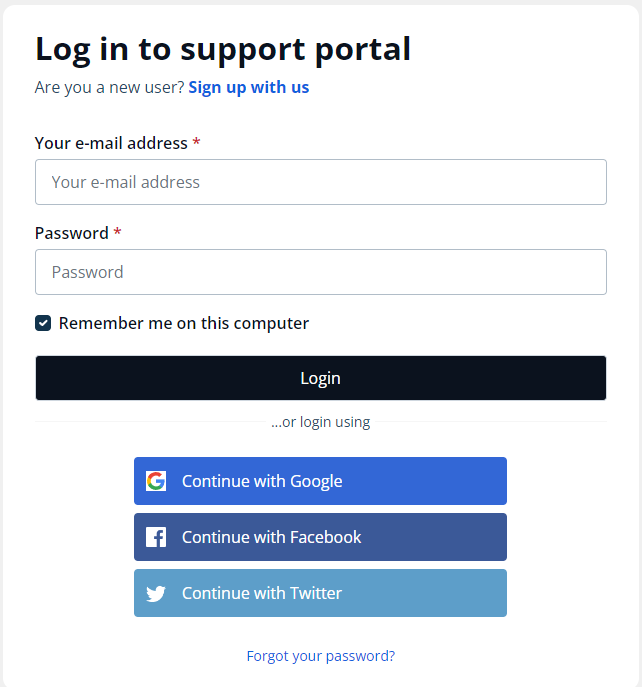 Log in to support portal
Are you a new user? Sign up with us
Your e-mail address *
Your e-mail address
Password *
Password
Remember me on this computer
Login
...or login using
Continue with Google
Continue with Facebook
Continue with Twitter
Forgot your password?